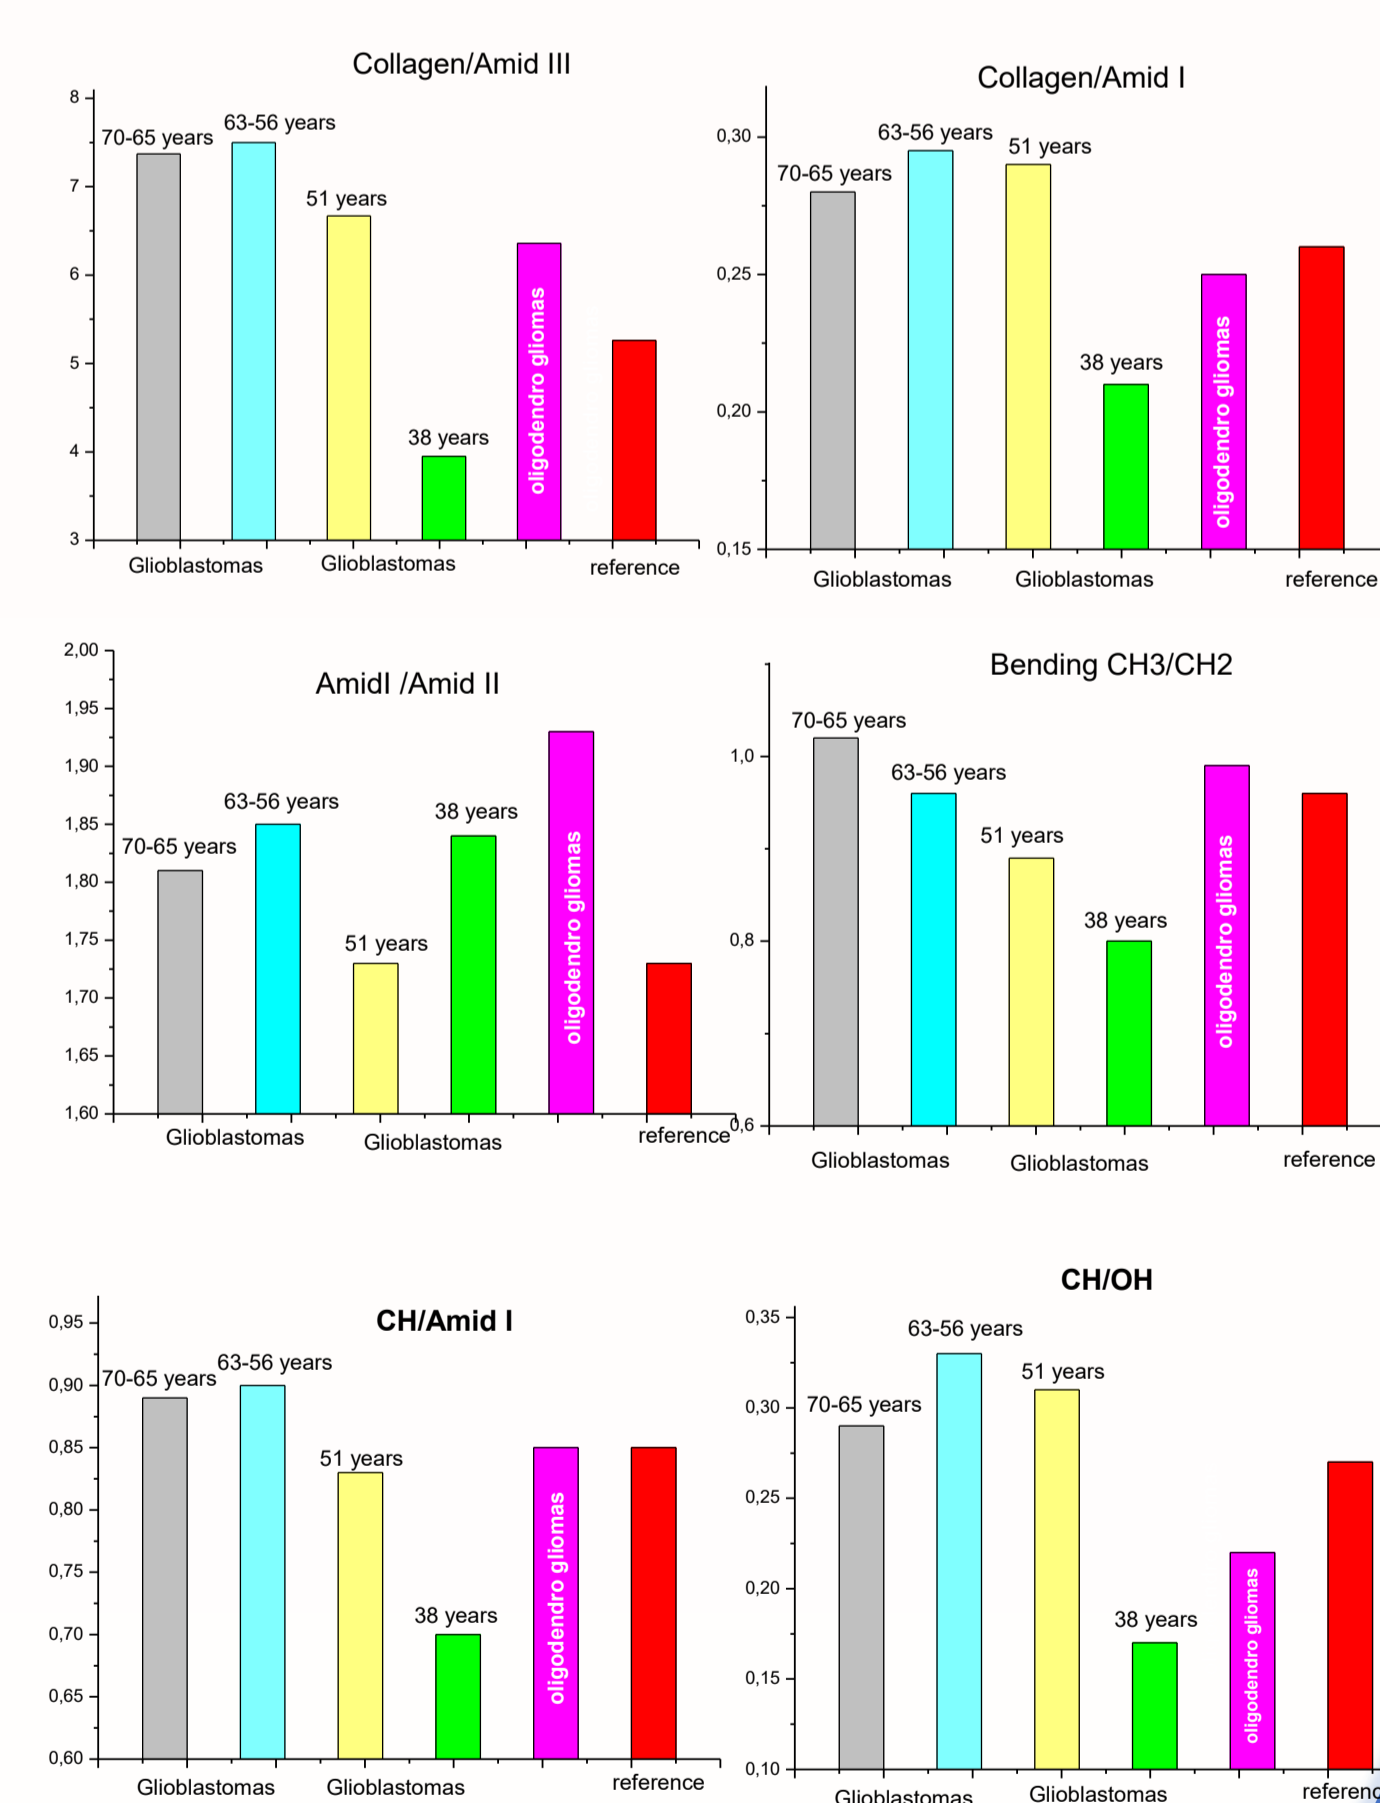 Collagen/Amid III
8
7
6
5
4
3
70-65 years
63-56 years
51 years
38 years
oligodendro gliomas
Glioblastomas
Glioblastomas
reference
Collagen/Amid I
0,30
0,25
0,20
0,15
70-65 years
63-56 years
51 years
38 years
oligodendro gliomas
Glioblastomas
Glioblastomas
reference
AmidI /Amid II
2,00
1,95
1,90
1,85
1,80
1,75
1,70
1,65
1,60
70-65 years
63-56 years
51 years
38 years
oligodendro gliomas
Glioblastomas
Glioblastomas
reference
Bending CH3/CH2
1,0
0,8
0,6
70-65 years
63-56 years
51 years
38 years
oligodendro gliomas
Glioblastomas
Glioblastomas
reference
CH/Amid I
0,95
0,90
0,85
0,80
0,75
0,70
0,65
0,60
70-65 years
63-56 years
51 years
38 years
oligodendro gliomas
Glioblastomas
Glioblastomas
reference
CH/OH
0,35
0,30
0,25
0,20
0,15
0,10
70-65 years
63-56 years
51 years
38 years
oligodendro gliomas
Glioblastomas
Glioblastomas
referenc